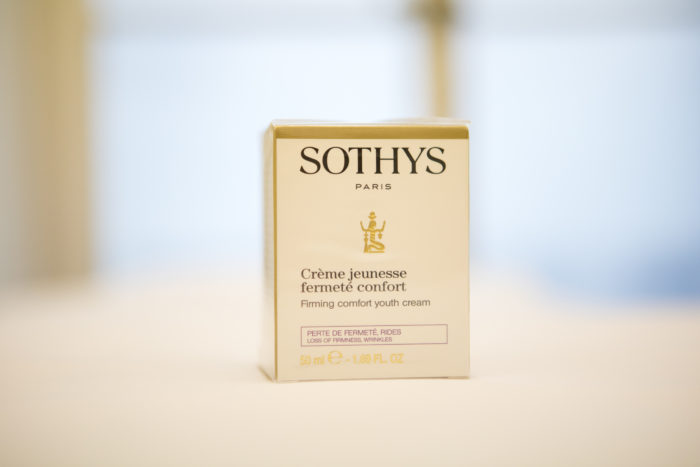 SOTHYS
PARIS
Crème jeunesse
fermeté confort
Firming comfort youth cream
PERTE DE FERMETÉ, RIDES
LOSS OF FIRMNESS, WRINKLES
50 ml ℮ - 1.69 FL. OZ